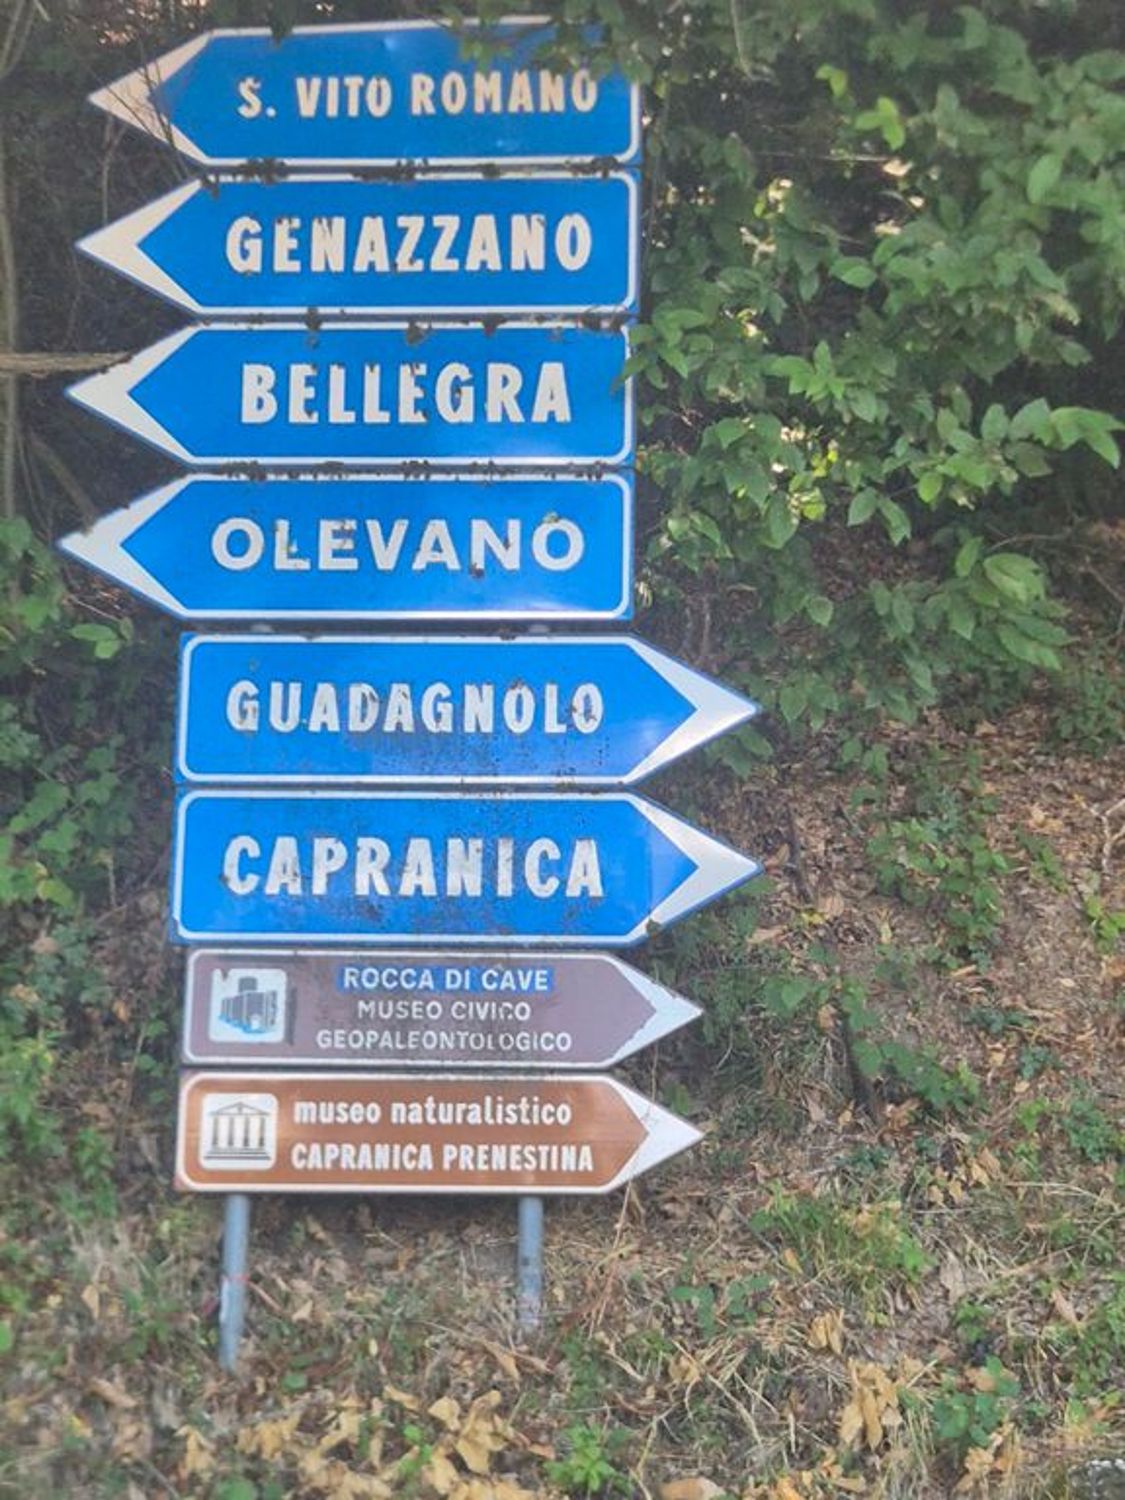 S. VITO ROMANO
GENAZZANO
BELLEGRA
OLEVANO
GUADAGNOLO
CAPRANICA
ROCCA DI CAVE
MUSEO CIVICO
GEOPALEONTOLOGICO
museo naturalistico
CAPRANICA PRENESTINA